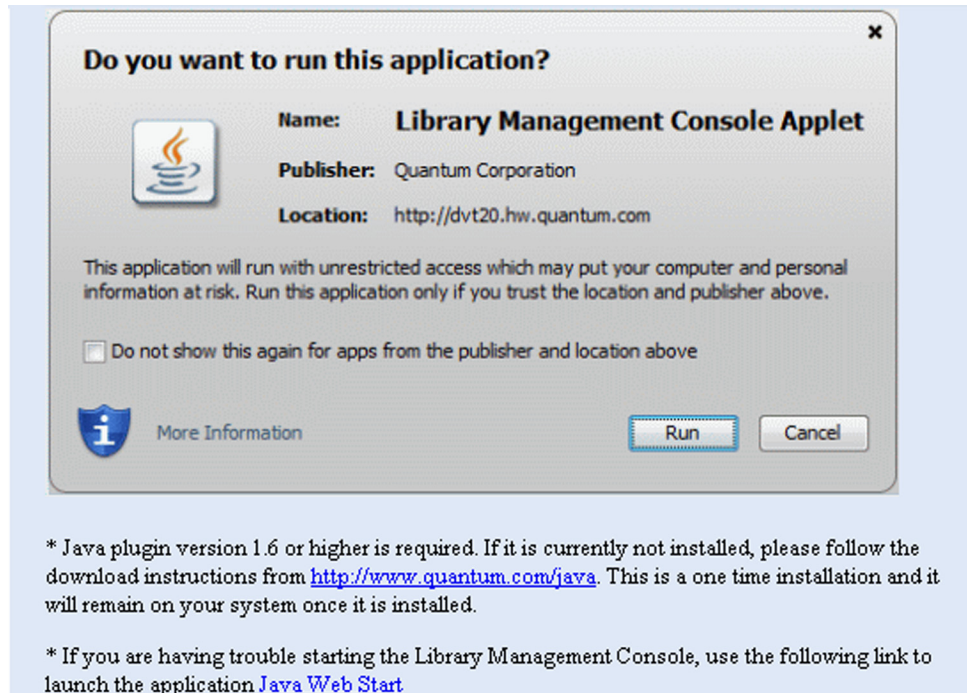 Do you want to run this application?
Name: Library Management Console Applet
Publisher: Quantum Corporation
Location: http://dvt20.hw.quantum.com
This application will run with unrestricted access which may put your computer and personal
information at risk. Run this application only if you trust the location and publisher above.
Do not show this again for apps from the publisher and location above
More Information
Run
Cancel
* Java plugin version 1.6 or higher is required. If it is currently not installed, please follow the
download instructions from http://www.quantum.com/java. This is a one time installation and it
will remain on your system once it is installed.
* If you are having trouble starting the Library Management Console, use the following link to
launch the application Java Web Start